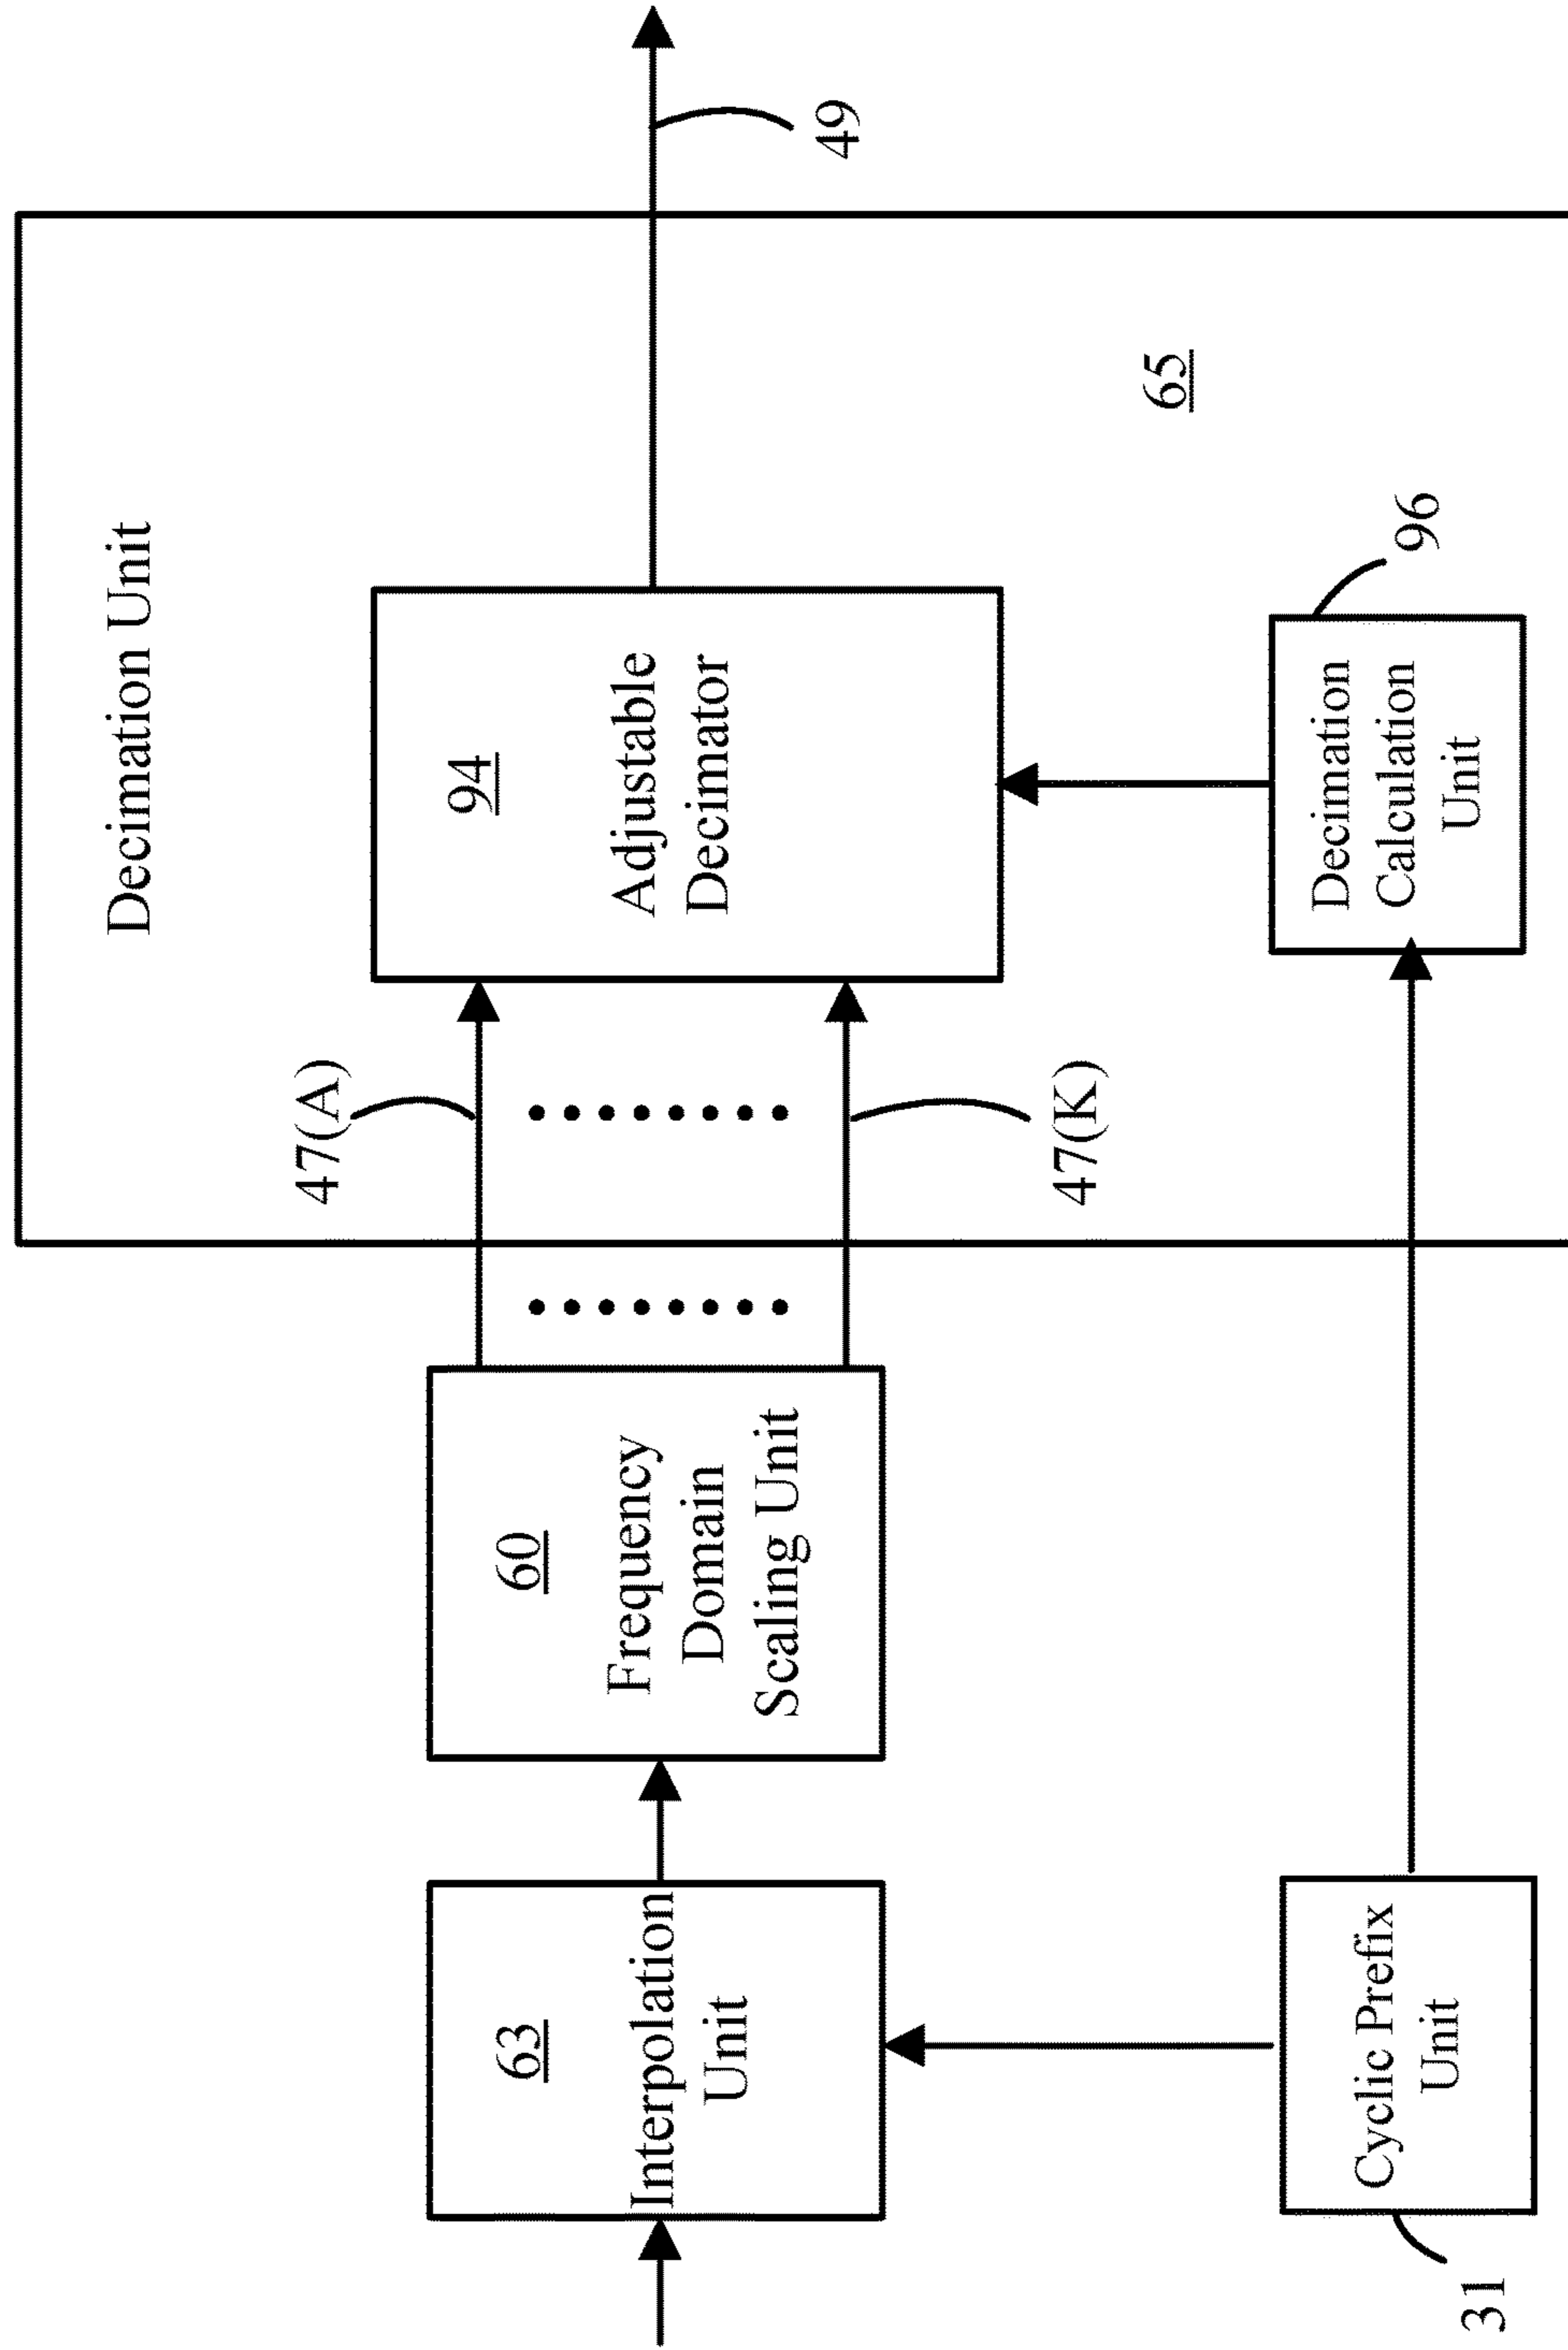 Decimation Unit
47(A)
49
63
Interpolation
Unit
60
Frequency
Domain
Scaling Unit
94
Adjustable
Decimator
47(K)
65
31
Cyclic Prefix
Unit
Decimation
Calculation
Unit
96